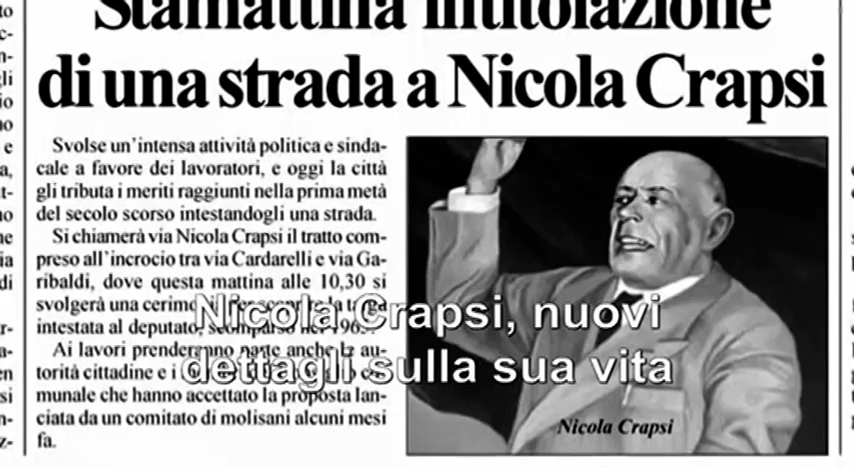 Stamattina intitolazione
di una strada a Nicola Crapsi
Svolse un'intensa attività politica e sinda-
cale a favore dei lavoratori, e oggi la città
gli tributa i meriti raggiunti nella prima metà
del secolo scorso intestandogli una strada.
Si chiamerà via Nicola Crapsi il tratto com-
preso all'incrocio tra via Cardarelli e via Ga-
ribaldi, dove questa mattina alle 10,30 si
svolgerà una la targa
intestata al deputato, scomparso nel
Ai lavori prenderanno parte anche le au-
torità cittadine e i
munale che hanno accettato la proposta lan-
ciata da un comitato di molisani alcuni mesi
fa.
Nicola Crapsi
Nicola Crapsi, nuovi
dettagli sulla sua vita